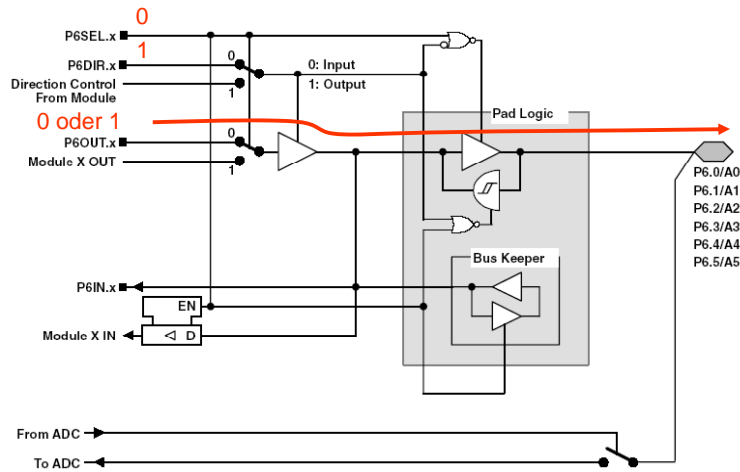 0
P6SEL.x
1
P6DIR.x
0
0: Input
Direction Control
From Module
1
1: Output
Pad Logic
0 oder 1
0
P6OUT.x
Module X OUT
1
P6.0/A0
P6.1/A1
P6.2/A2
P6.3/A3
P6.4/A4
P6.5/A5
Bus Keeper
P6IN.x
EN
Module X IN
D
From ADC
To ADC